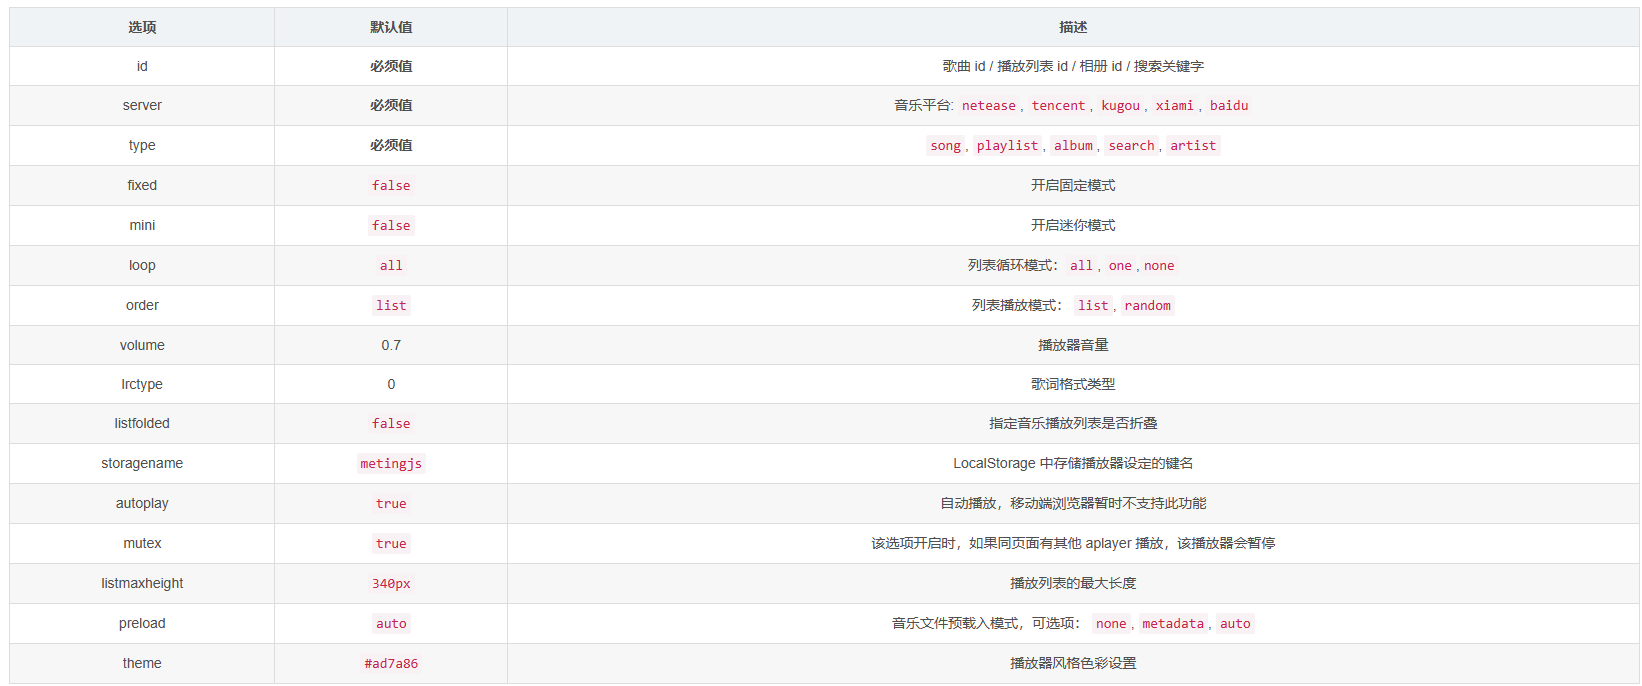 选项 默认值 描述
id 必须值 歌曲 id / 播放列表 id / 相册 id / 搜索关键字
server 必须值 音乐平台: netease, tencent, kugou, xiami, baidu
type 必须值 song, playlist, album, search, artist
fixed false 开启固定模式
mini false 开启迷你模式
loop all 列表循环模式： all, one,none
order list 列表播放模式： list, random
volume 0.7 播放器音量
lrctype 0 歌词格式类型
listfolded false 指定音乐播放列表是否折叠
storagename metingjs LocalStorage 中存储播放器设定的键名
autoplay true 自动播放，移动端浏览器暂时不支持此功能
mutex true 该选项开启时，如果同页面有其他 aplayer 播放，该播放器会暂停
listmaxheight 340px 播放列表的最大长度
preload auto 音乐文件预载入模式，可选项： none, metadata, auto
theme #ad7a86 播放器风格色彩设置